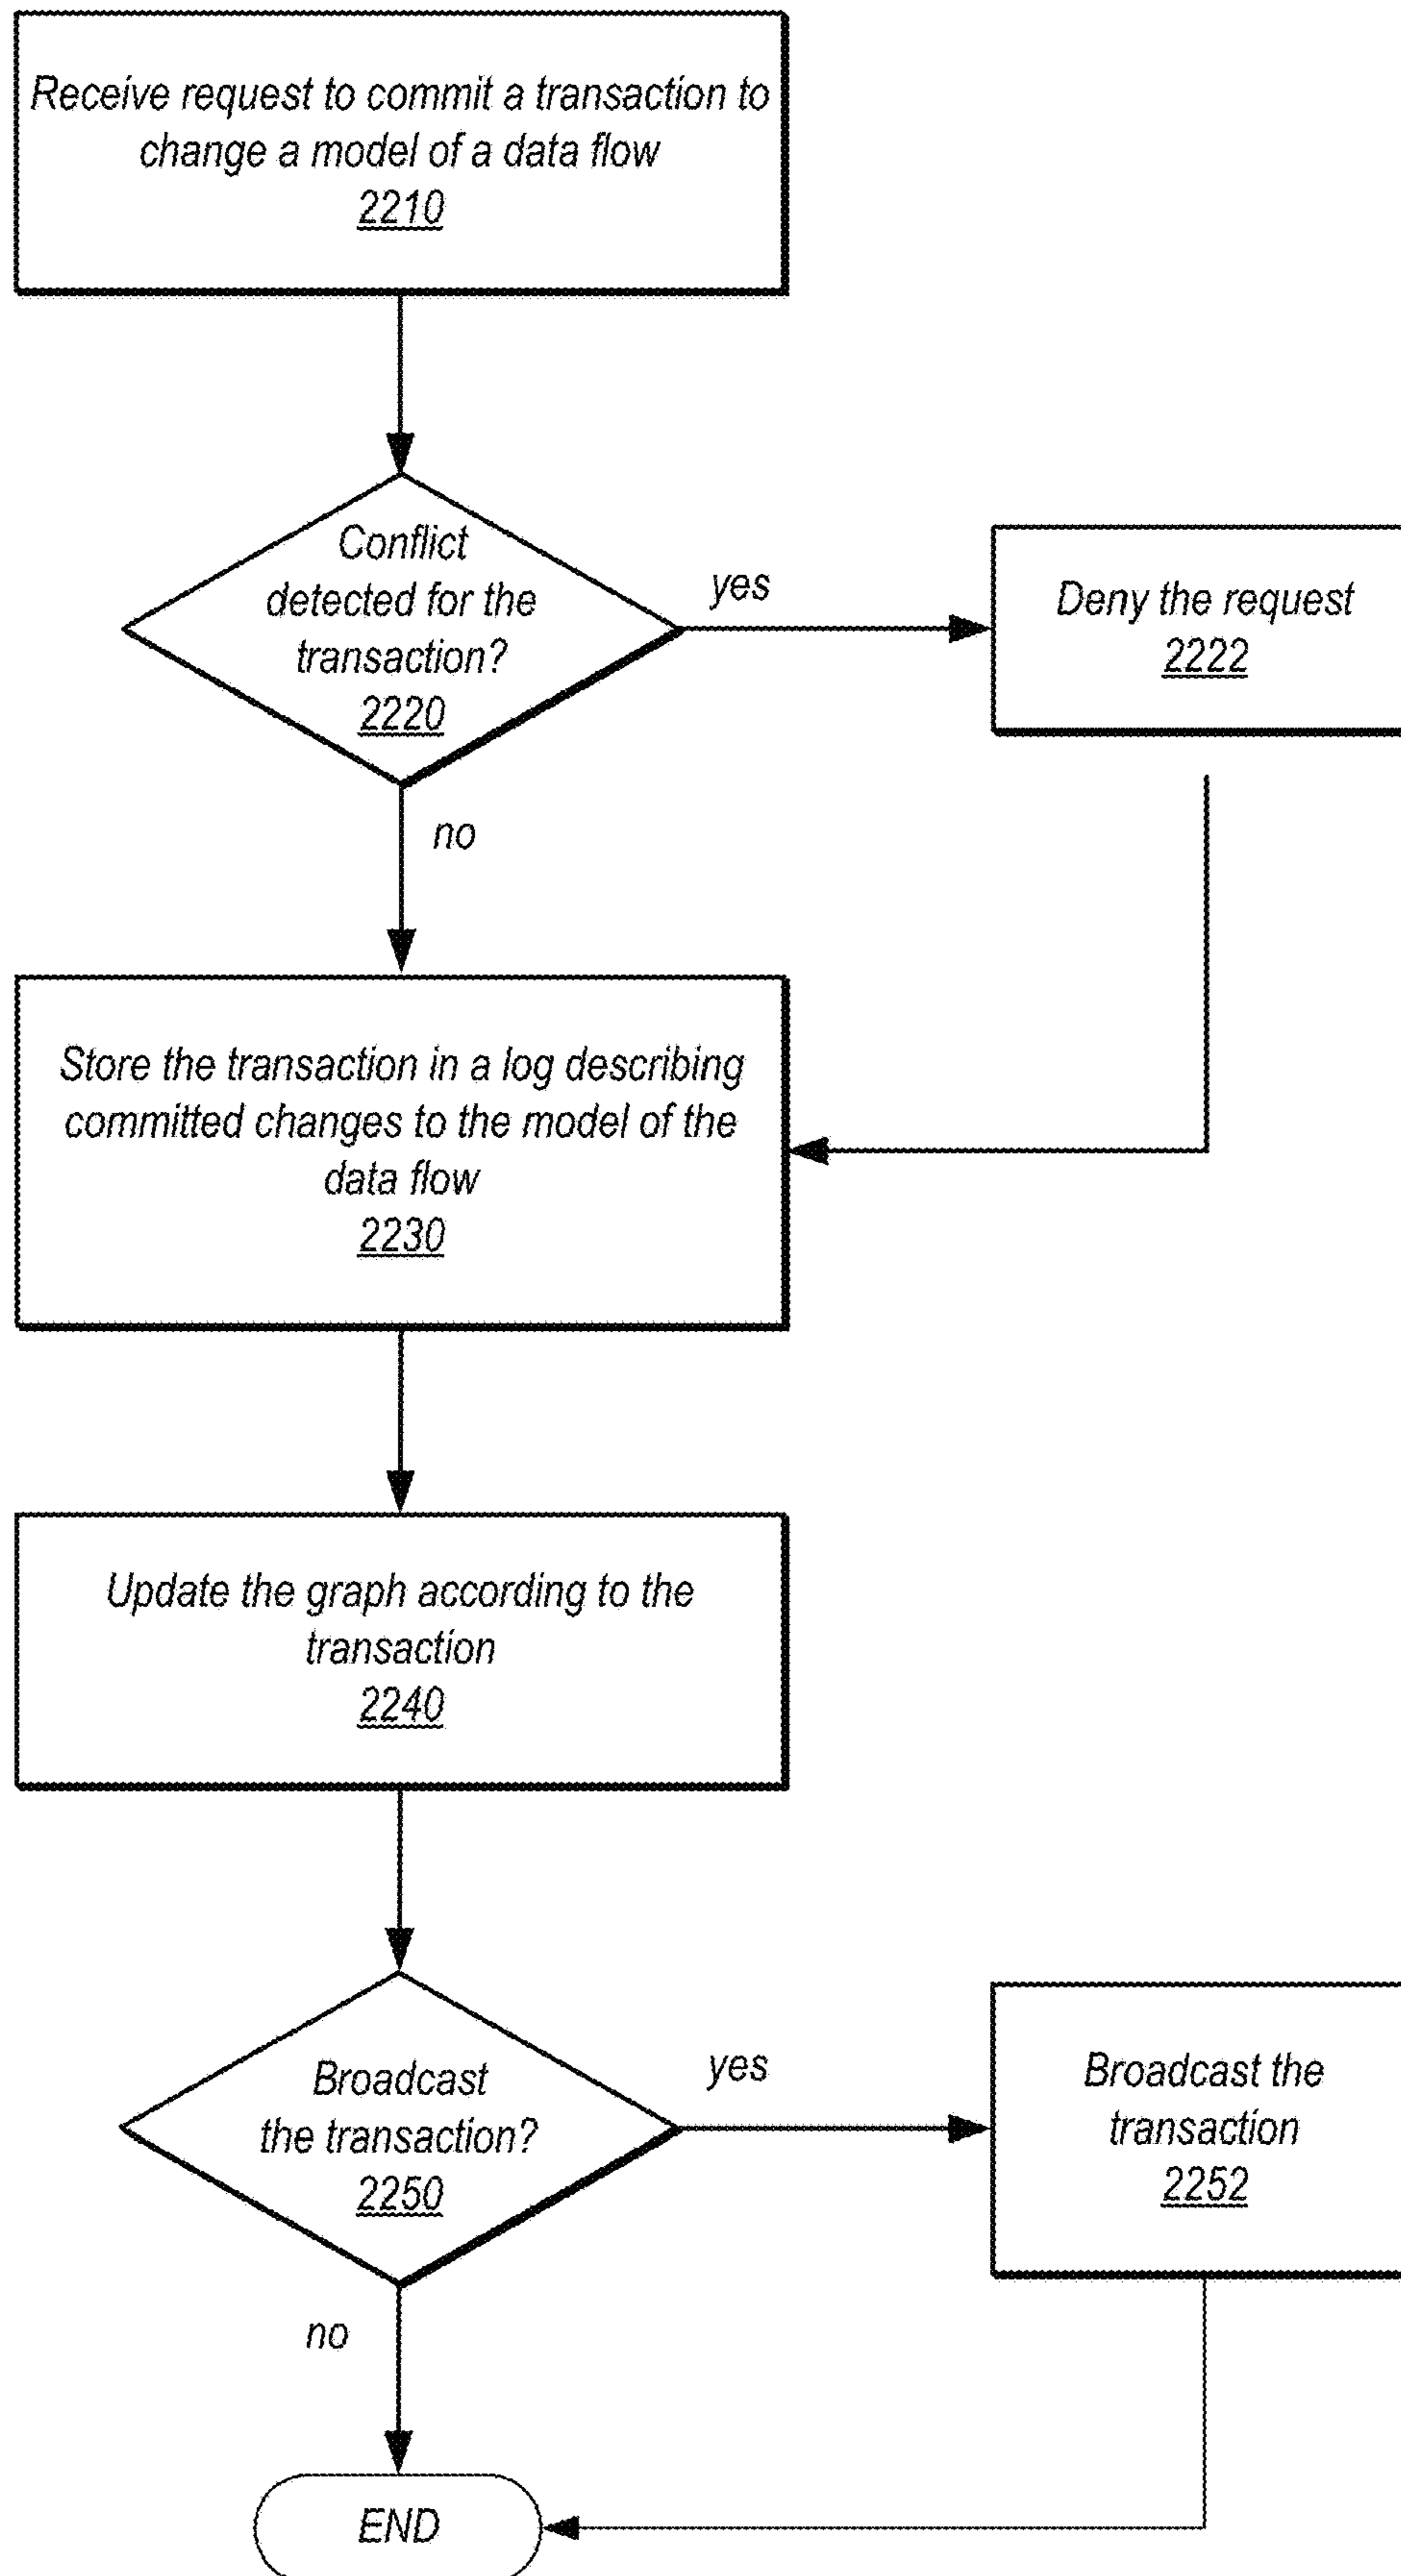 Receive request to commit a transaction to
change a model of a data flow
2210
Conflict
detected for the
transaction?
2220
yes
Deny the request
2222
no
Store the transaction in a log describing
committed changes to the model of the
data flow
2230
Update the graph according to the
transaction
2240
Broadcast
the transaction?
2250
yes
Broadcast the
transaction
2252
no
END